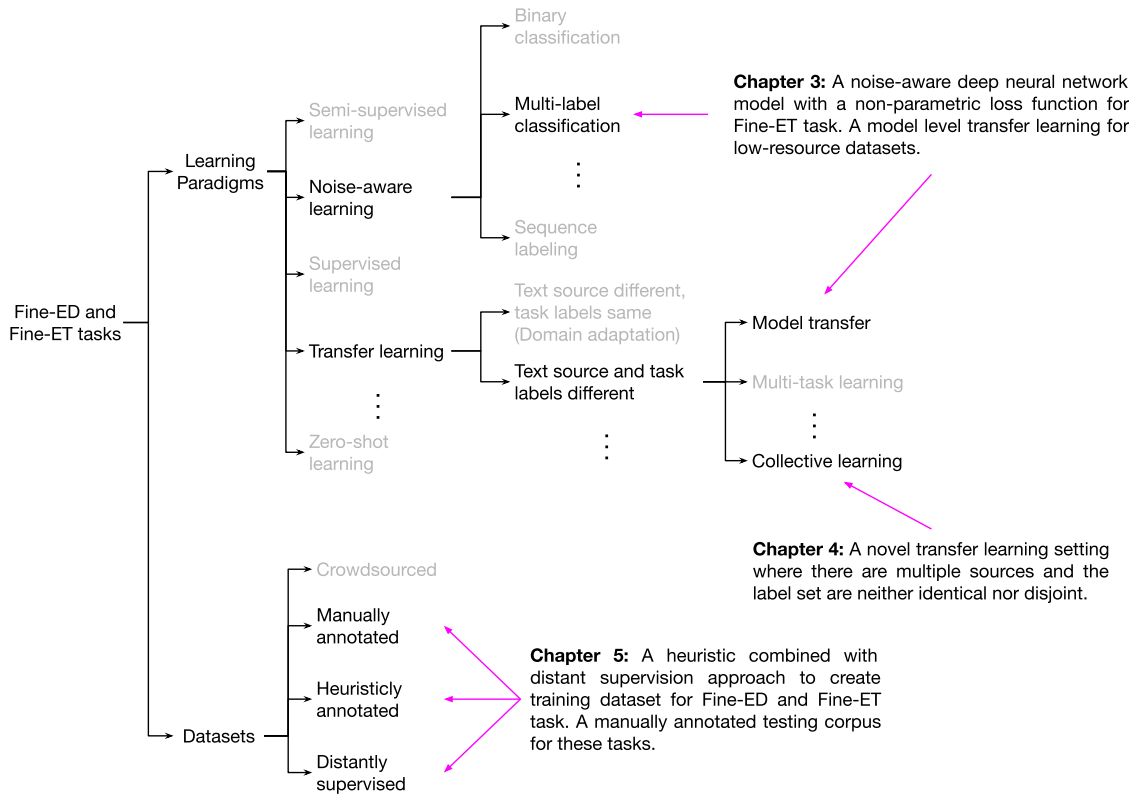 Binary
classification
Chapter 3: A noise-aware deep neural network
model with a non-parametric loss function for
Fine-ET task. A model level transfer learning for
low-resource datasets.
Semi-supervised
learning
Multi-label
classification
Learning
Paradigms
Noise-aware
learning
Sequence
labeling
Supervised
learning
Text source different,
task labels same
(Domain adaptation)
Fine-ED and
Fine-ET tasks
Model transfer
Transfer learning
Text source and task
labels different
Multi-task learning
Zero-shot
learning
Collective learning
Chapter 4: A novel transfer learning setting
where there are multiple sources and the
label set are neither identical nor disjoint.
Crowdsourced
Manually
annotated
Chapter 5: A heuristic combined with
distant supervision approach to create
training dataset for Fine-ED and Fine-ET
task. A manually annotated testing corpus
for these tasks.
Heuristicly
annotated
Datasets
Distantly
supervised